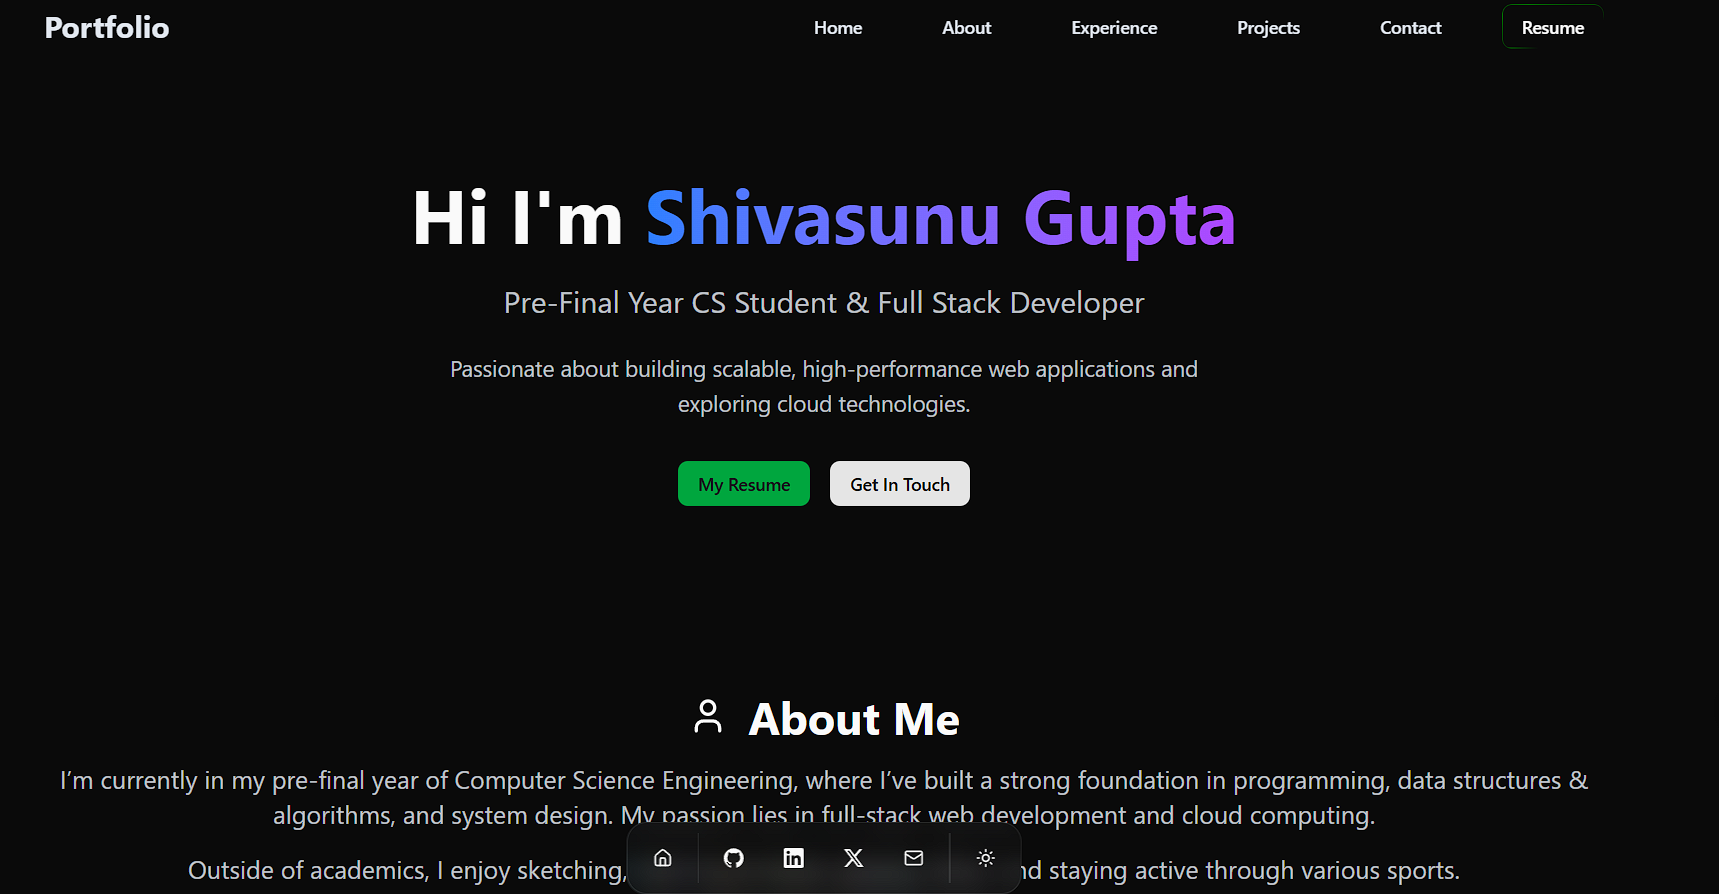 Portfolio
Home
About
Experience
Projects
Contact
Resume
Hi I'm Shivasunu Gupta
Pre-Final Year CS Student & Full Stack Developer
Passionate about building scalable, high-performance web applications and
exploring cloud technologies.
My Resume
Get In Touch
About Me
I’m currently in my pre-final year of Computer Science Engineering, where I’ve built a strong foundation in programming, data structures &
algorithms, and system design. My passion lies in full-stack web development and cloud computing.
Outside of academics, I enjoy sketching, staying active through various sports.